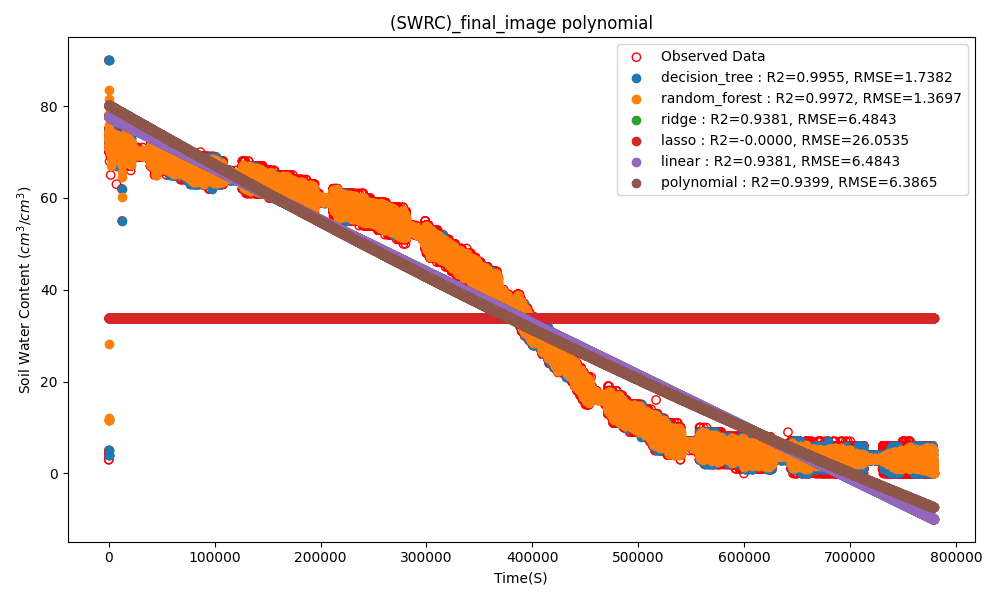 (SWRC)_final_image polynomial
Observed Data
decision_tree : R2=0.9955, RMSE=1.7382
random_forest : R2=0.9972, RMSE=1.3697
ridge : R2=0.9381, RMSE=6.4843
lasso : R2=-0.0000, RMSE=26.0535
linear : R2=0.9381, RMSE=6.4843
polynomial : R2=0.9399, RMSE=6.3865
Soil Water Content (cm³/cm³)
80
60
40
20
0
0 100000 200000 300000 400000 500000 600000 700000 800000
Time(S)